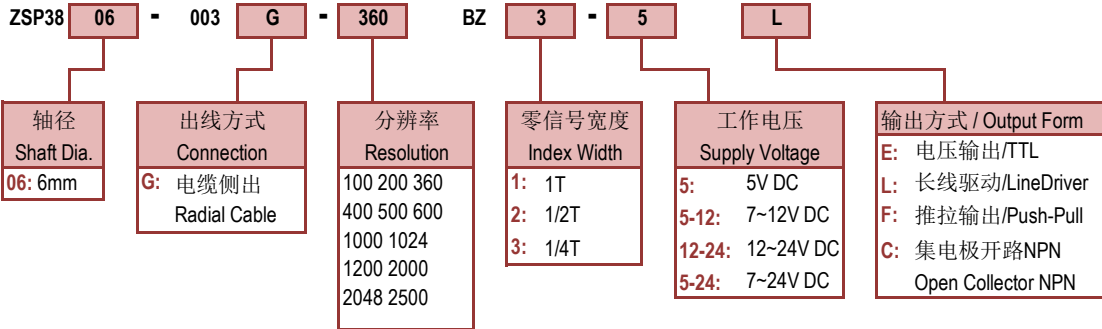 ZSP38 06 - 003 G - 360 BZ 3 - 5 L
轴径
Shaft Dia.
06: 6mm
出线方式
Connection
G: 电缆侧出
Radial Cable
分辨率
Resolution
100 200 360
400 500 600
1000 1024
1200 2000
2048 2500
零信号宽度
Index Width
1: 1T
2: 1/2T
3: 1/4T
工作电压
Supply Voltage
5: 5V DC
5-12: 7~12V DC
12-24: 12~24V DC
5-24: 7~24V DC
输出方式 / Output Form
E: 电压输出/TTL
L: 长线驱动/LineDriver
F: 推拉输出/Push-Pull
C: 集电极开路NPN
Open Collector NPN